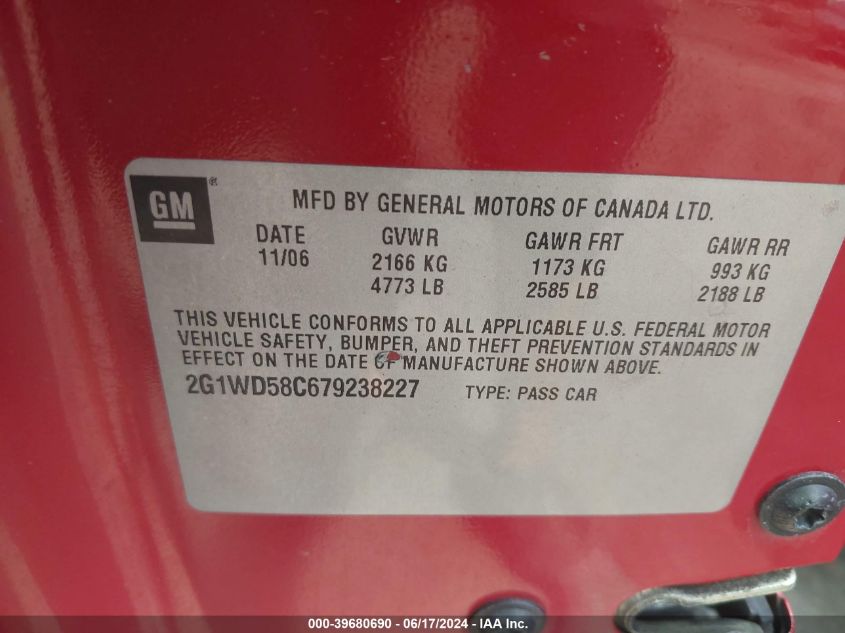 GM®
MFD BY GENERAL MOTORS OF CANADA LTD.
DATE GVWR GAWR FRT GAWR RR
11/06 2166 KG 1173 KG 993 KG
4773 LB 2585 LB 2188 LB
THIS VEHICLE CONFORMS TO ALL APPLICABLE U.S. FEDERAL MOTOR
VEHICLE SAFETY, BUMPER, AND THEFT PREVENTION STANDARDS IN
EFFECT ON THE DATE OF MANUFACTURE SHOWN ABOVE.
2G1WD58C679238227 TYPE: PASS CAR
000-39680690 - 06/17/2024 - IAA Inc.